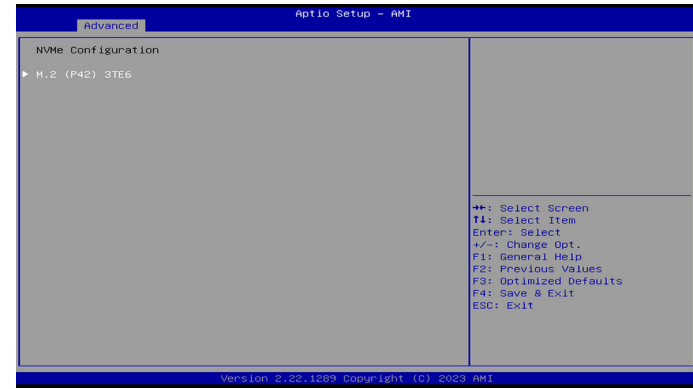 Aptio Setup – AMI
Advanced
NVMe Configuration
▶ M.2 (P42) 3TE6
→←: Select Screen
↑↓: Select Item
Enter: Select
+/-: Change Opt.
F1: General Help
F2: Previous Values
F3: Optimized Defaults
F4: Save & Exit
ESC: Exit
Version 2.22.1289 Copyright (C) 2023 AMI